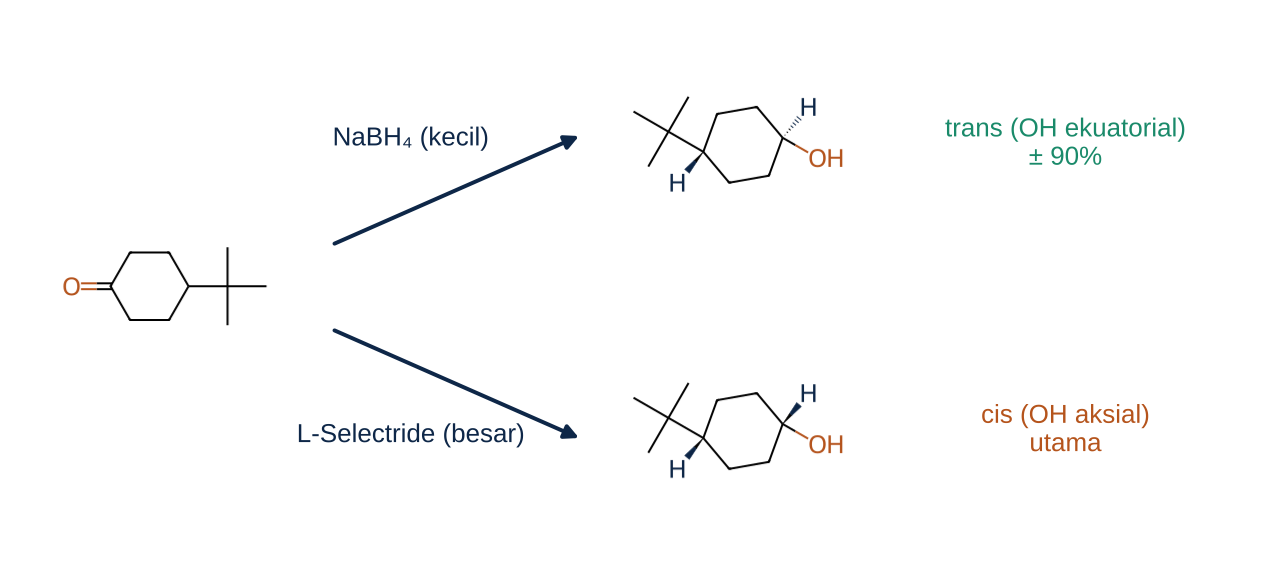 NaBH₄ (kecil)
H
OH
H
trans (OH ekuatorial)
± 90%
O
L-Selectride (besar)
H
OH
H
cis (OH aksial)
utama